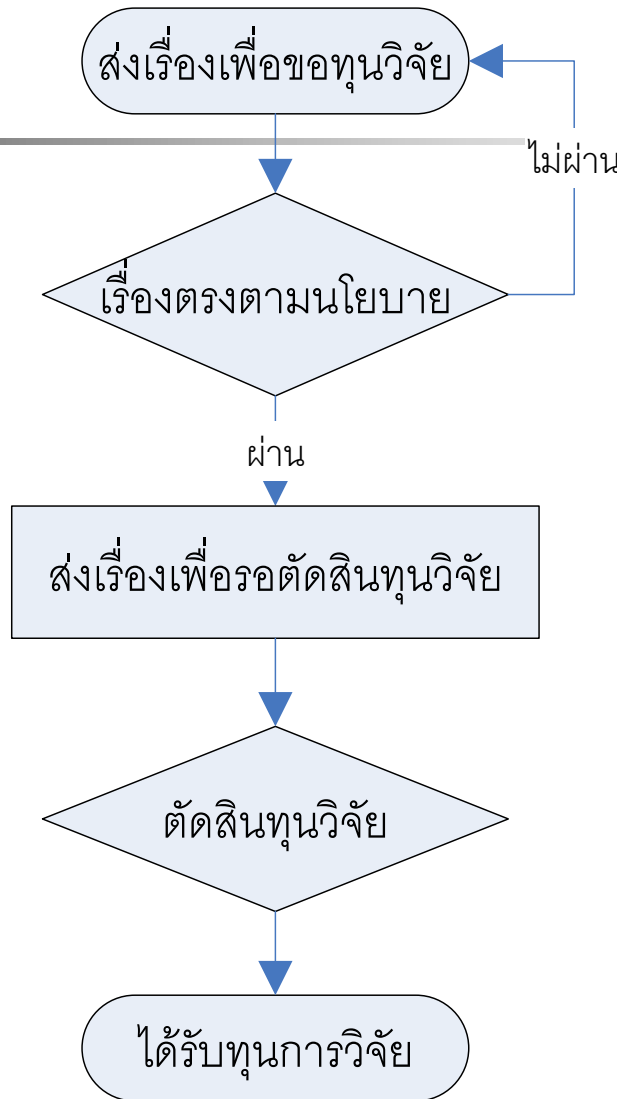 ส่งเรื่องเพื่อขอทุนวิจัย
ไม่ผ่าน
เรื่องตรงตามนโยบาย
ผ่าน
ส่งเรื่องเพื่อรอตัดสินทุนวิจัย
ตัดสินทุนวิจัย
ได้รับทุนการวิจัย